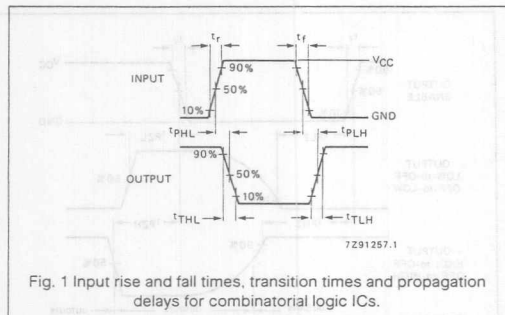 tr tf
VCC
INPUT 90%
50%
10% GND
tPHL tPLH
90%
OUTPUT 50%
10%
tTHL tTLH
7Z91257.1
Fig. 1 Input rise and fall times, transition times and propagation
delays for combinatorial logic ICs.